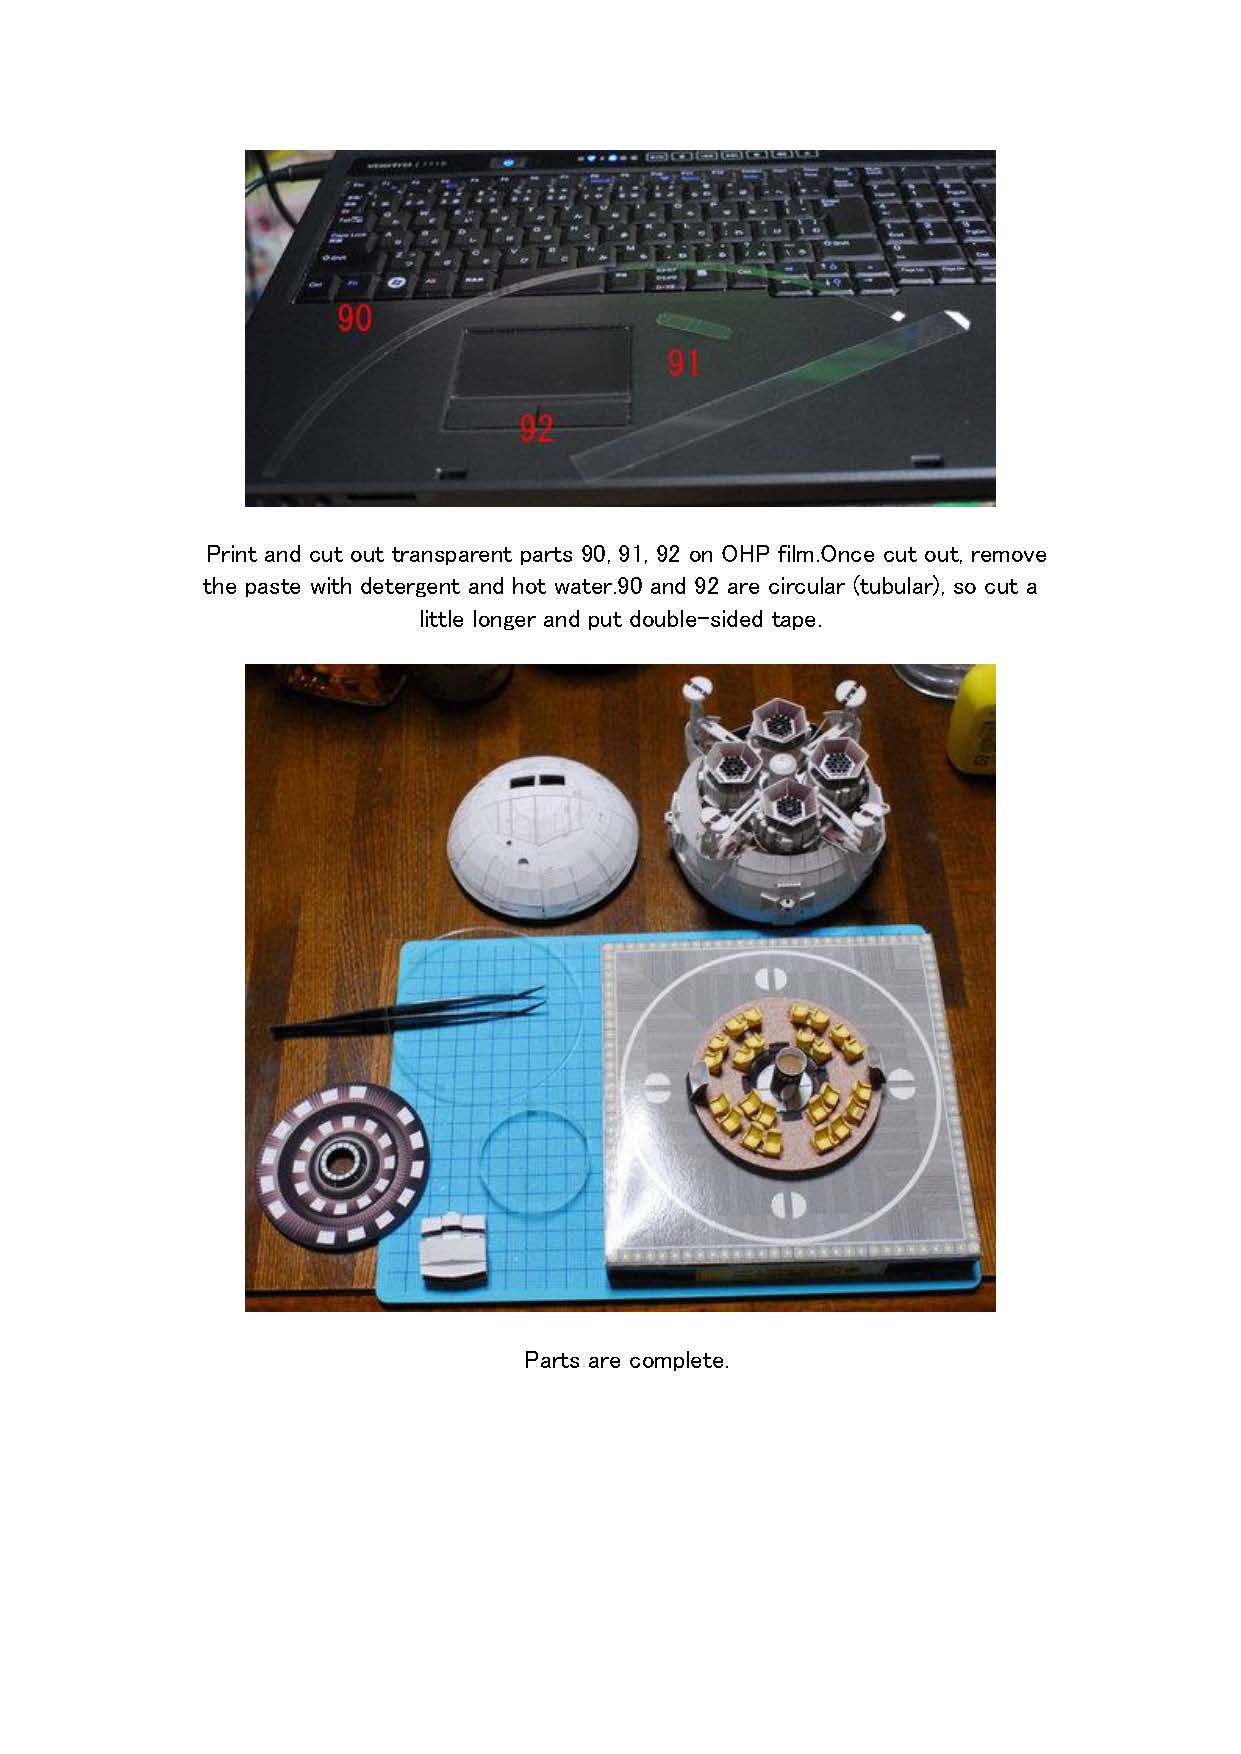 vostro
90
91
92
Print and cut out transparent parts 90, 91, 92 on OHP film.Once cut out, remove
the paste with detergent and hot water.90 and 92 are circular (tubular), so cut a
little longer and put double-sided tape.
Parts are complete.